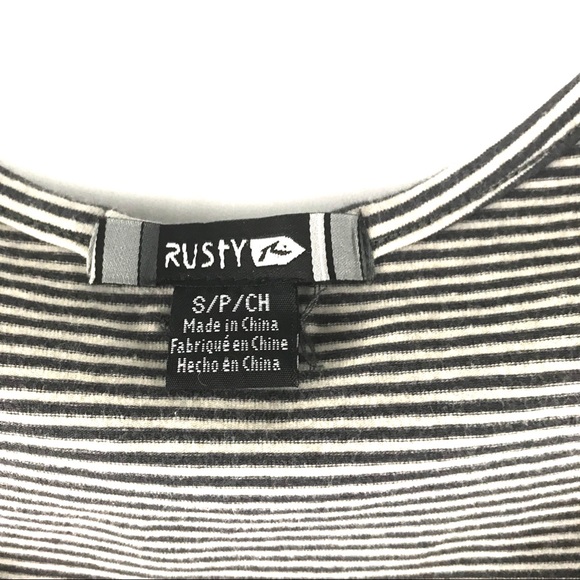 RUSTY
S/P/CH
Made in China
Fabriqué en Chine
Hecho en China